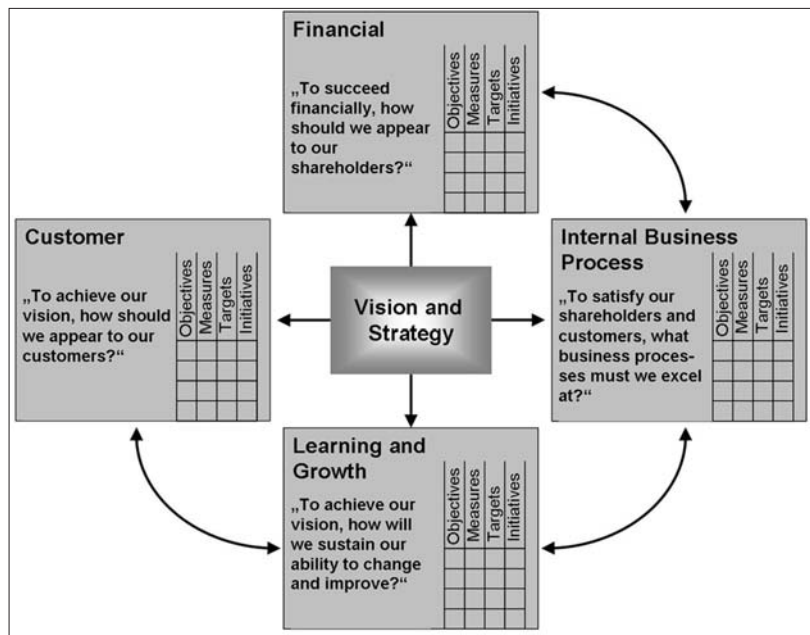 Financial
„To succeed
financially, how
should we appear
to our
shareholders?“
Objectives
Measures
Targets
Initiatives
Customer
„To achieve our
vision, how should
we appear to our
customers?“
Objectives
Measures
Targets
Initiatives
Vision and
Strategy
Internal Business
Process
„To satisfy our
shareholders and
customers, what
business proces-
ses must we excel
at?“
Objectives
Measures
Targets
Initiatives
Learning and
Growth
„To achieve our
vision, how will
we sustain our
ability to change
and improve?“
Objectives
Measures
Targets
Initiatives